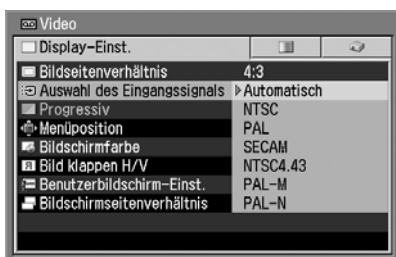 Video
Display-Einst.
Bildseitenverhältnis 4:3
Auswahl des Eingangssignals Automatisch
Progressiv NTSC
Menüposition PAL
Bildschirmfarbe SECAM
Bild klappen H/V NTSC4.43
Benutzerbildschirm-Einst. PAL-M
Bildschirmseitenverhältnis PAL-N